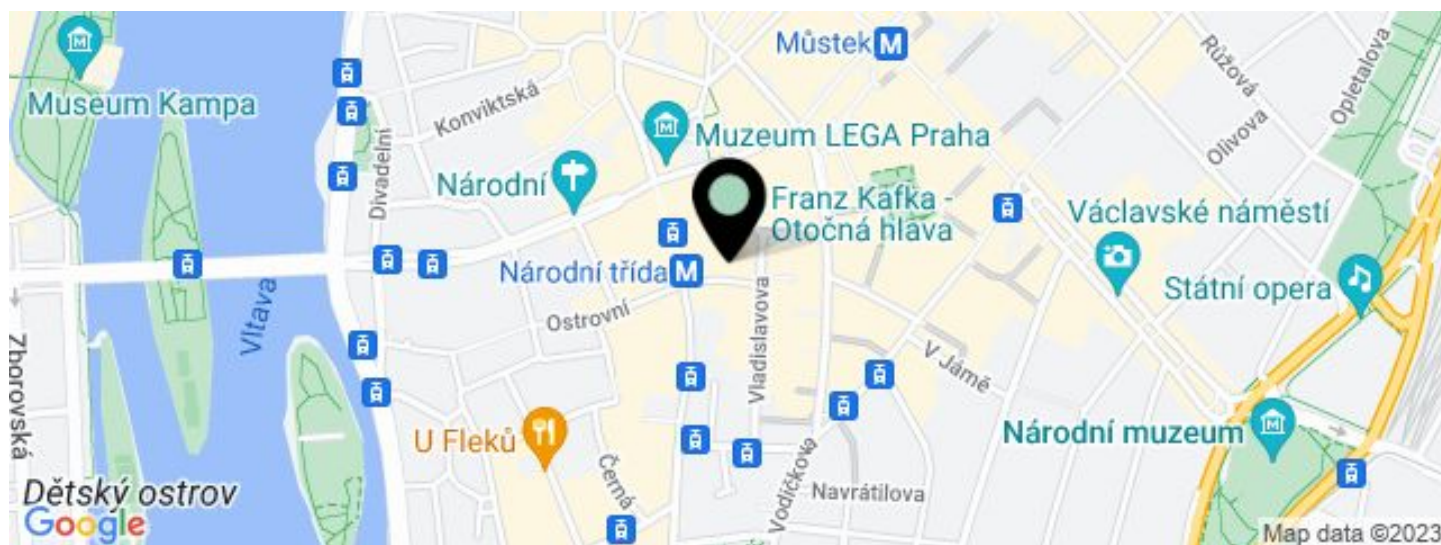 Můstek
M
Růžová
Opletalova
Museum Kampa
Konviktská
Olivova
Muzeum LEGA Praha
Divadelní
Národní
Franz Kafka -
Otočná hlava
Václavské náměstí
Národní třída
M
Státní opera
Vltava
Ostrovní
Vladislavova
V Jámě
Zborovská
U Fleků
Národní muzeum
Černá
Vodičkova
Navrátilova
Dětský ostrov
Google
Map data ©2023